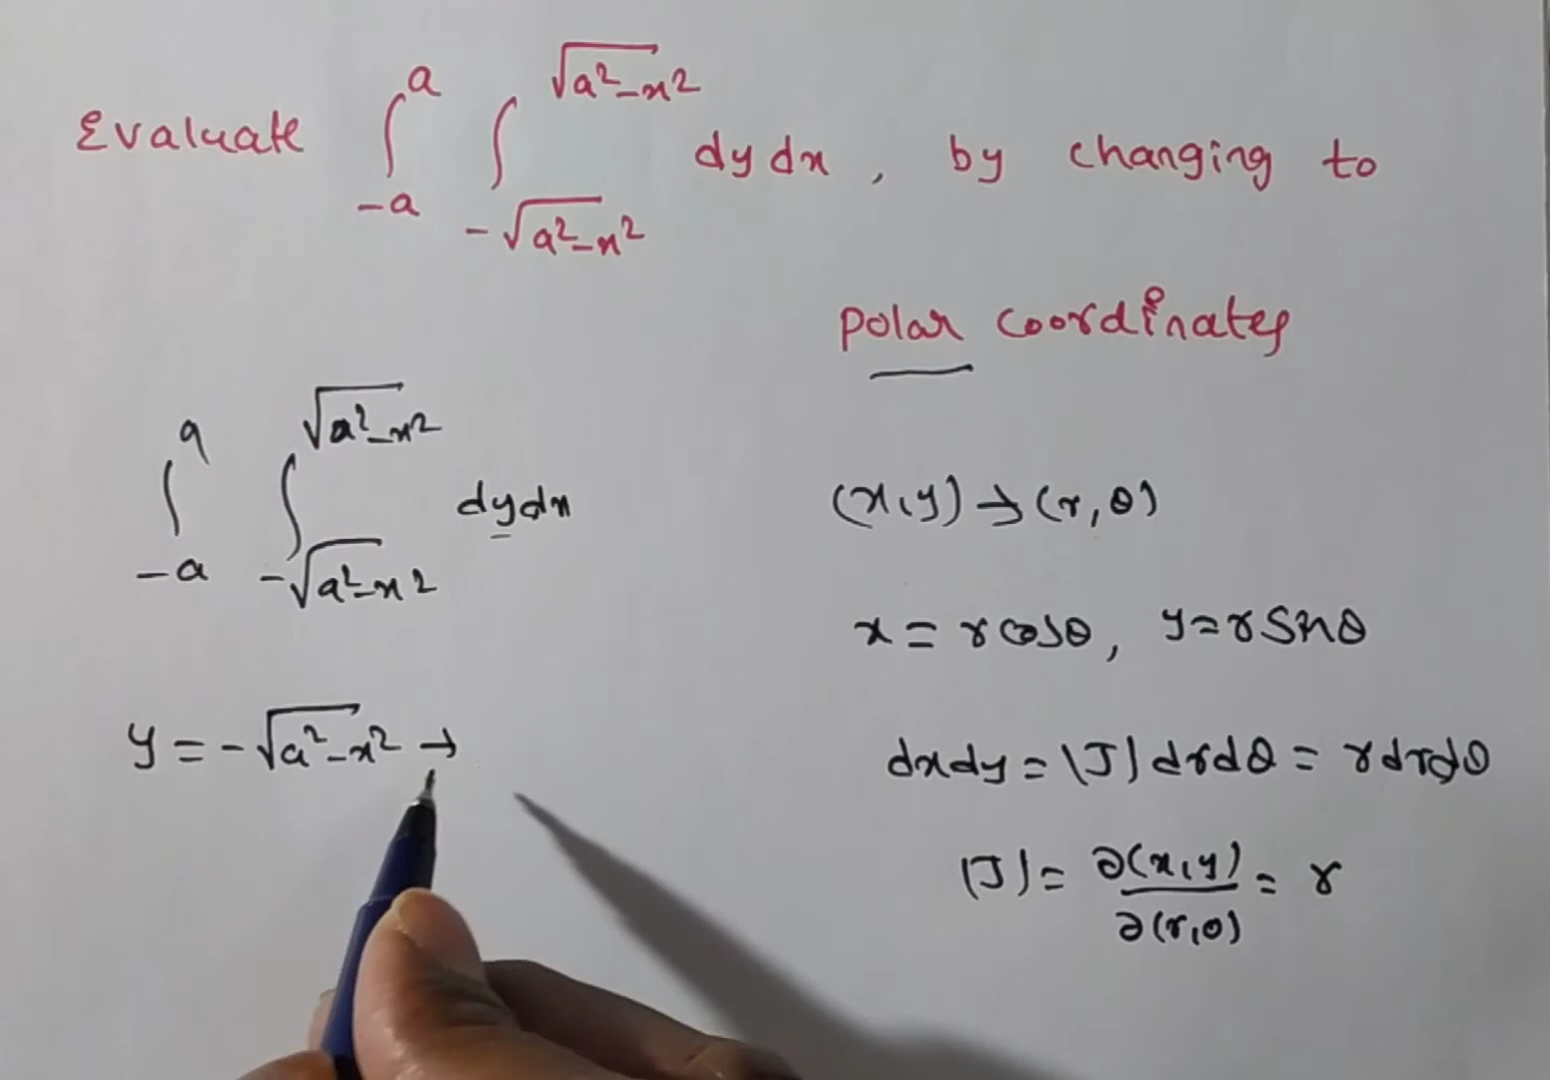 Evaluate ∫_{-a}^{a} ∫_{-√(a²-x²)}^{√(a²-x²)} dy dx , by changing to
polar coordinates
∫_{-a}^{a} ∫_{-√(a²-x²)}^{√(a²-x²)} dydx
(x,y) → (r, θ)
x = r cosθ, y = r sinθ
y = -√(a²-x²) →
dxdy = |J| drdθ = r drdθ
|J| = ∂(x,y)/∂(r,θ) = r